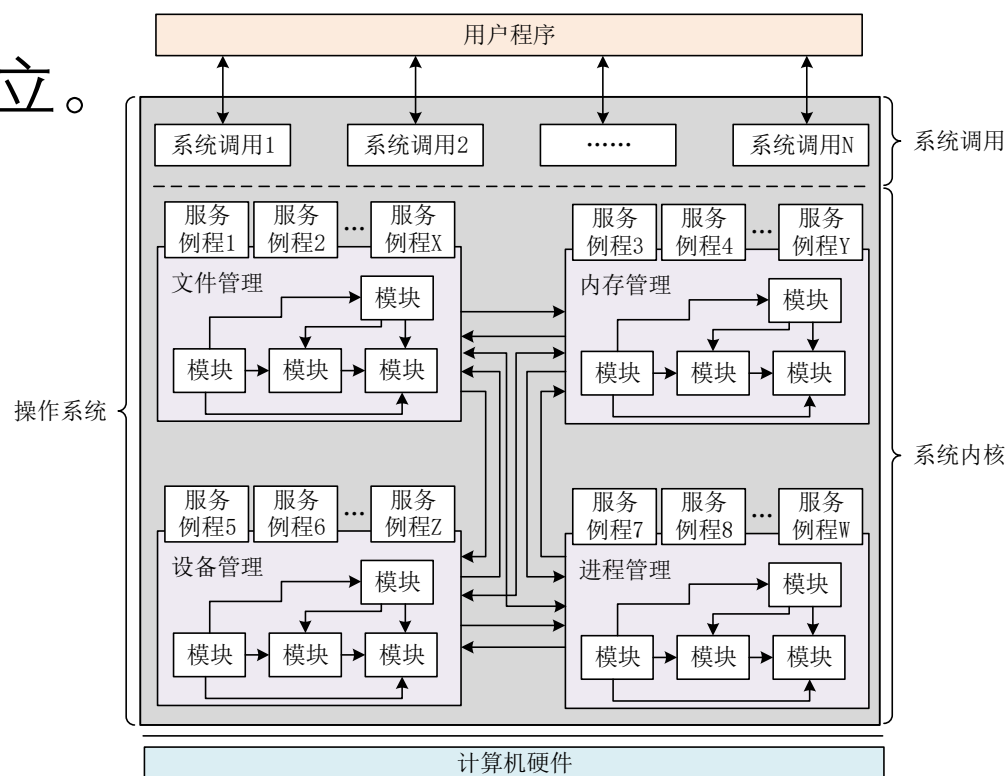 用户程序
立。
系统调用1
系统调用2
……
系统调用N
系统调用
服务
例程1
服务
例程2
…
服务
例程X
文件管理
模块
模块
模块
模块
服务
例程3
服务
例程4
…
服务
例程Y
内存管理
模块
模块
模块
模块
操作系统
系统内核
服务
例程5
服务
例程6
…
服务
例程Z
设备管理
模块
模块
模块
模块
服务
例程7
服务
例程8
…
服务
例程W
进程管理
模块
模块
模块
模块
计算机硬件